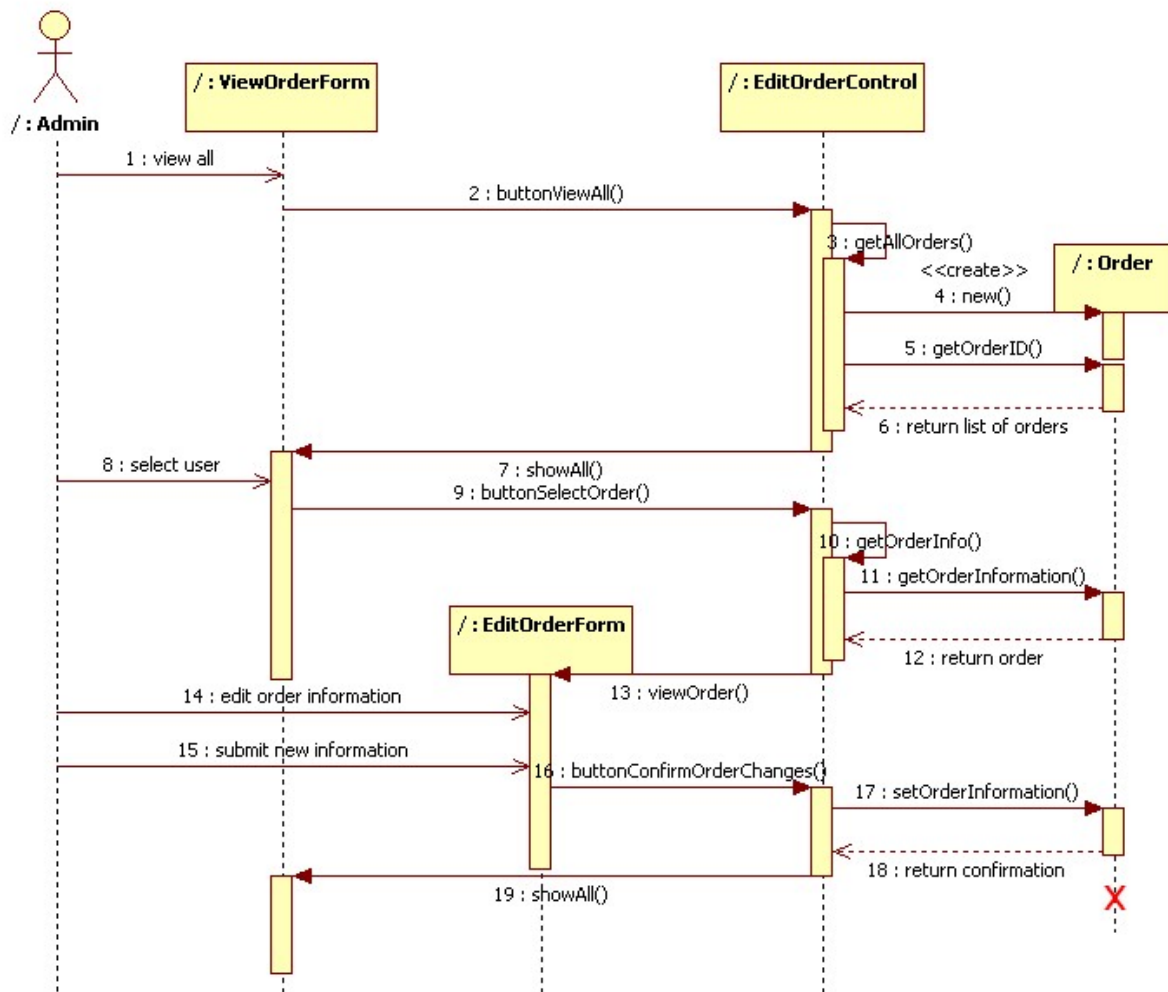 / : Admin
/ : ViewOrderForm
/ : EditOrderControl
1 : view all
2 : buttonViewAll()
3 : getAllOrders()
/ : Order
<<create>>
4 : new()
5 : getOrderID()
6 : return list of orders
7 : showAll()
8 : select user
9 : buttonSelectOrder()
10 : getOrderInfo()
11 : getOrderInformation()
/ : EditOrderForm
12 : return order
13 : viewOrder()
14 : edit order information
15 : submit new information
16 : buttonConfirmOrderChanges()
17 : setOrderInformation()
18 : return confirmation
19 : showAll()